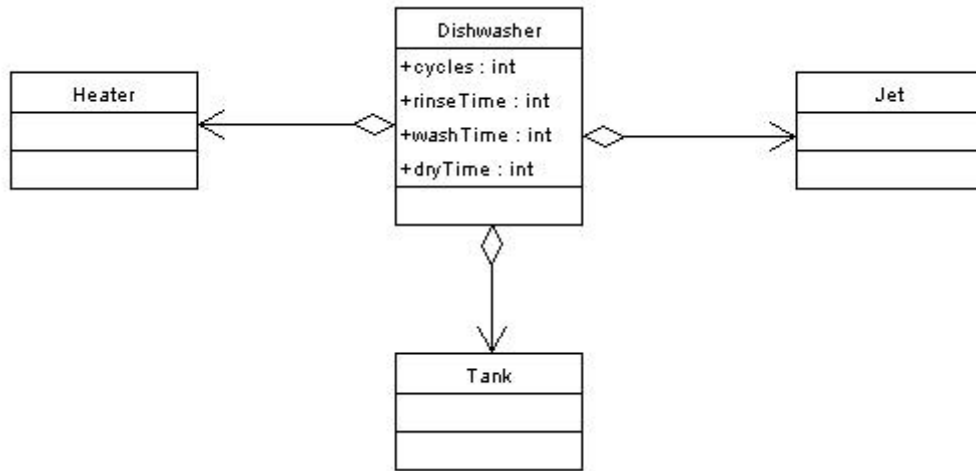 Dishwasher
+cycles : int
+rinseTime : int
+washTime : int
+dryTime : int
Heater
Jet
Tank